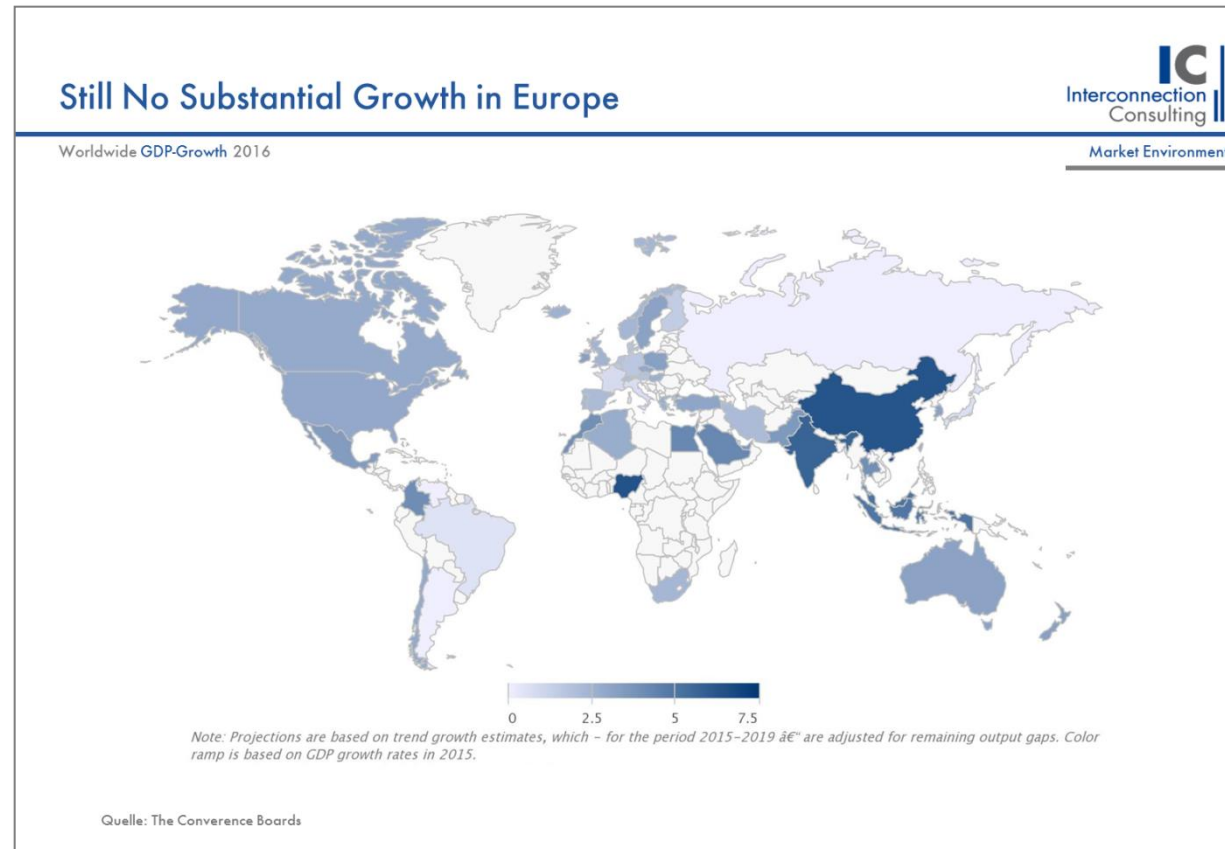 Still No Substantial Growth in Europe
IC
Interconnection
Consulting
Worldwide GDP-Growth 2016
Market Environment
0 2.5 5 7.5
Note: Projections are based on trend growth estimates, which – for the period 2015–2019 â€“ are adjusted for remaining output gaps. Color
ramp is based on GDP growth rates in 2015.
Quelle: The Converence Boards